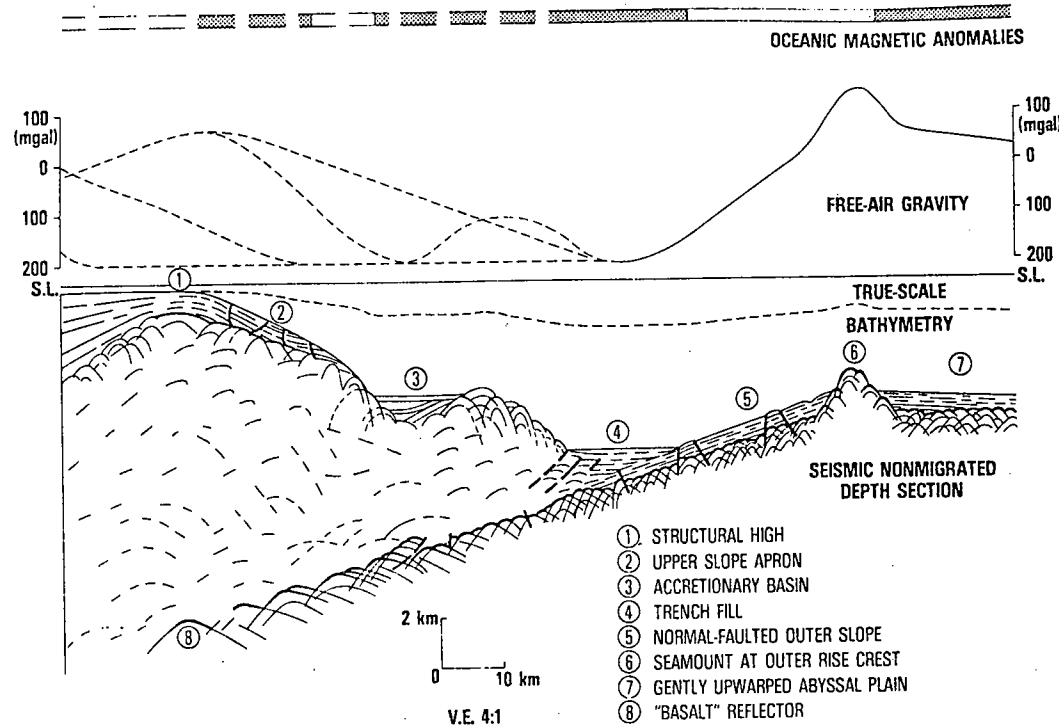 OCEANIC MAGNETIC ANOMALIES
100
(mgal)
0
100
200
S.L.
100
(mgal)
0
100
200
S.L.
FREE-AIR GRAVITY
TRUE-SCALE
BATHYMETRY
1
2
3
4
5
6
7
8
SEISMIC NONMIGRATED
DEPTH SECTION
1 STRUCTURAL HIGH
2 UPPER SLOPE APRON
3 ACCRETIONARY BASIN
4 TRENCH FILL
5 NORMAL-FAULTED OUTER SLOPE
6 SEAMOUNT AT OUTER RISE CREST
7 GENTLY UPWARPED ABYSSAL PLAIN
8 "BASALT" REFLECTOR
2 km
0 10 km
V.E. 4:1